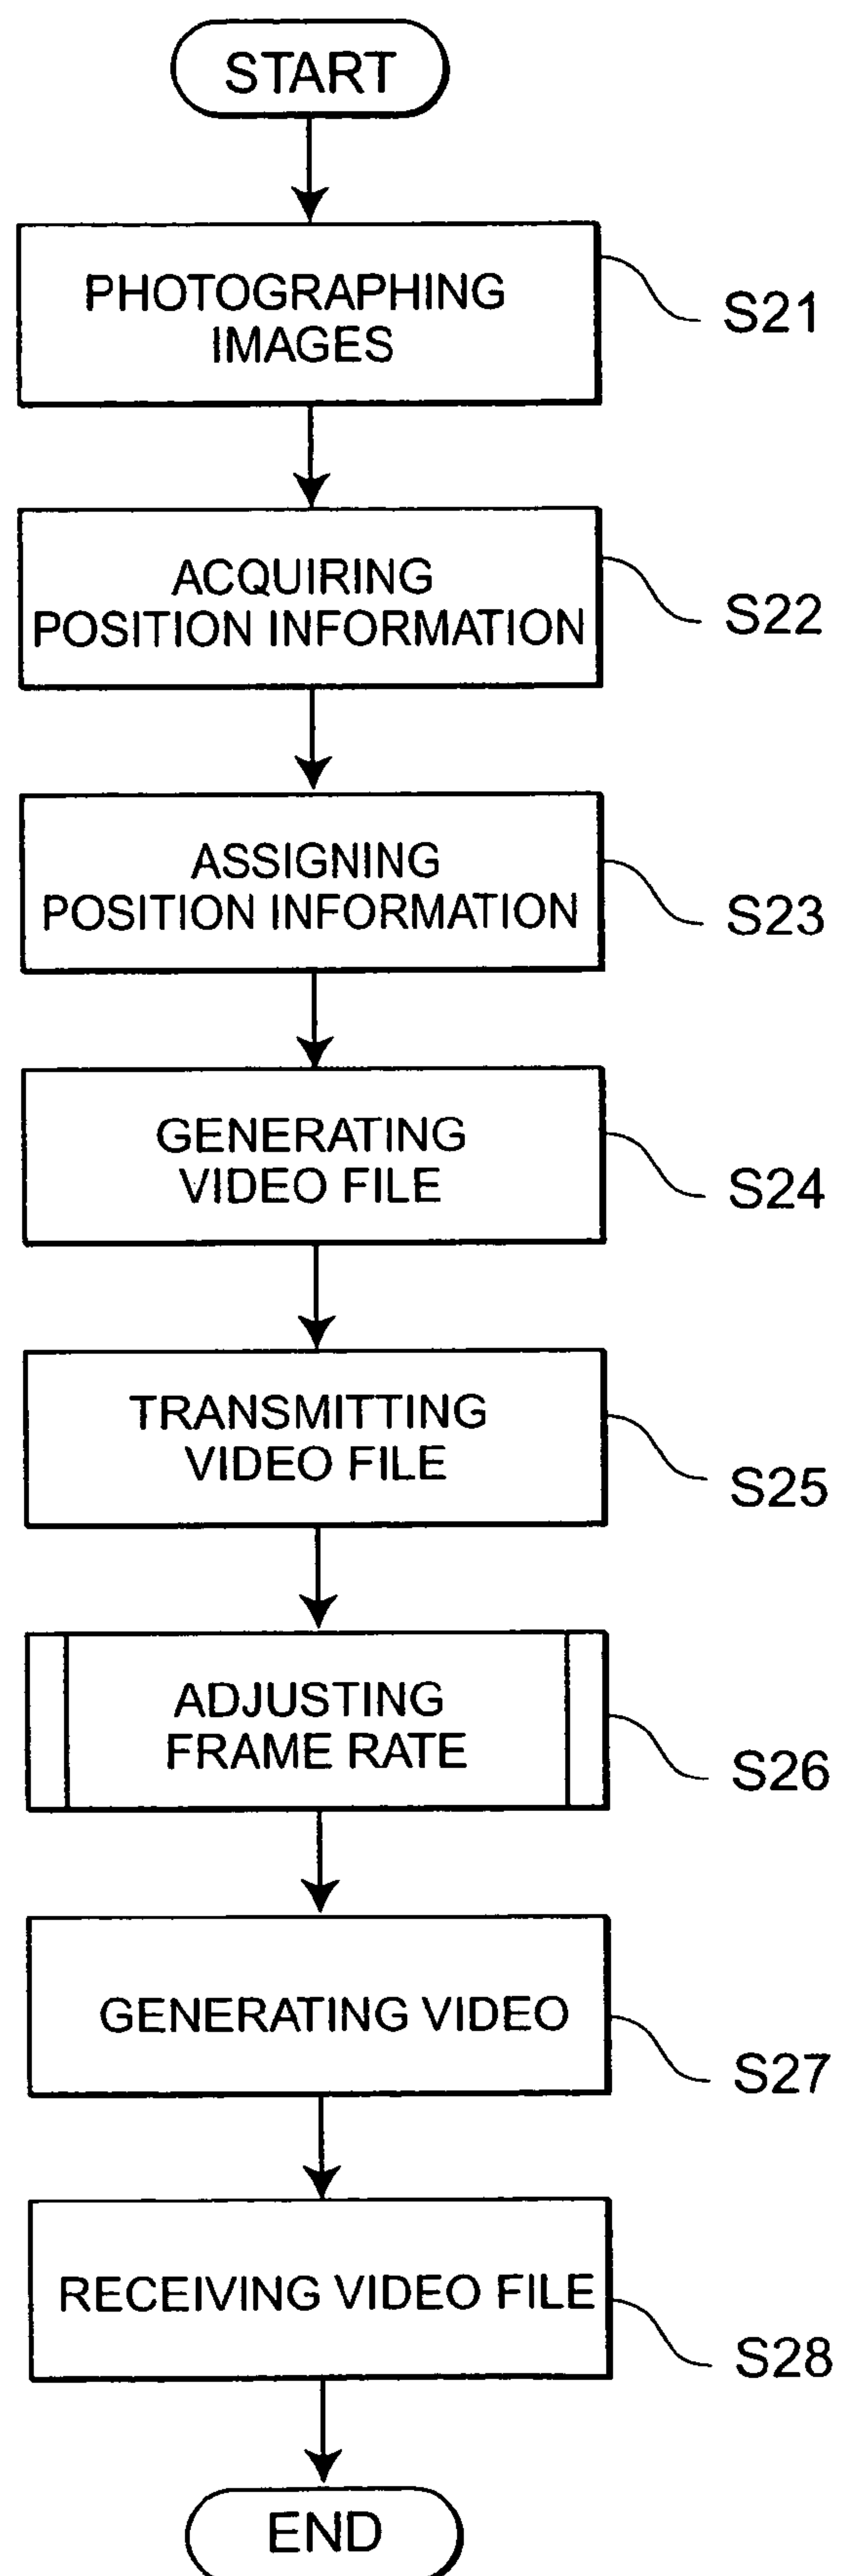 START
PHOTOGRAPHING
IMAGES
S21
ACQUIRING
POSITION INFORMATION
S22
ASSIGNING
POSITION INFORMATION
S23
GENERATING
VIDEO FILE
S24
TRANSMITTING
VIDEO FILE
S25
ADJUSTING
FRAME RATE
S26
GENERATING VIDEO
S27
RECEIVING VIDEO FILE
S28
END